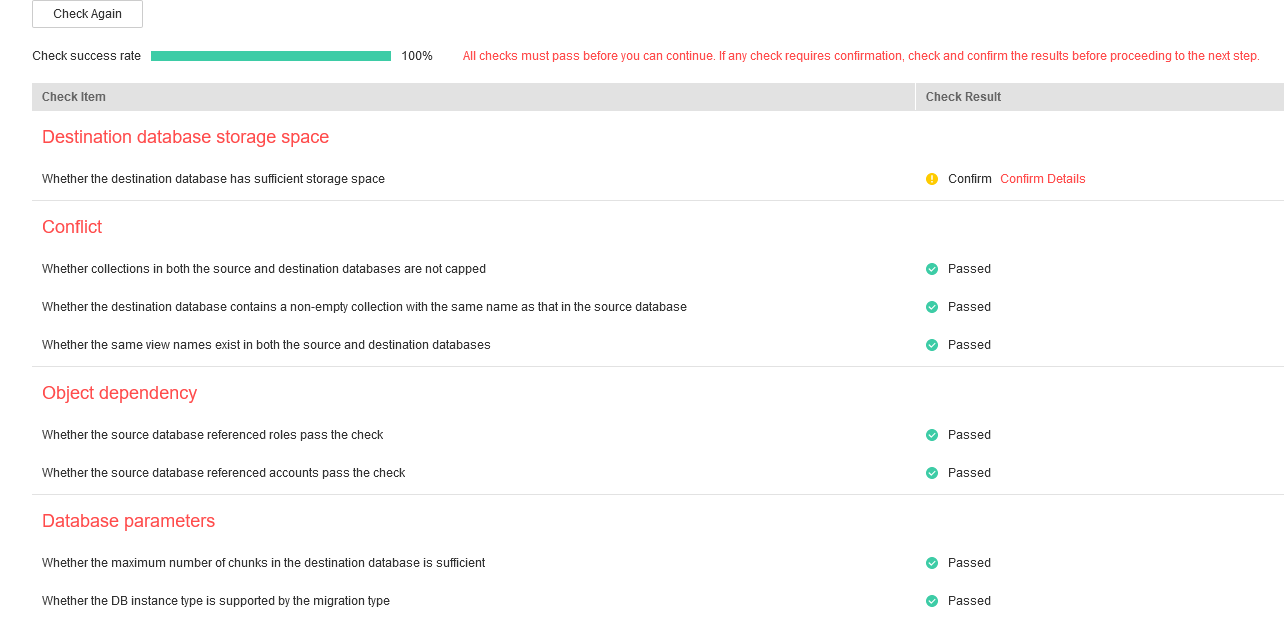 Check Again
Check success rate 100% All checks must pass before you can continue. If any check requires confirmation, check and confirm the results before proceeding to the next step.
Check Item Check Result
Destination database storage space
Whether the destination database has sufficient storage space Confirm Confirm Details
Conflict
Whether collections in both the source and destination databases are not capped Passed
Whether the destination database contains a non-empty collection with the same name as that in the source database Passed
Whether the same view names exist in both the source and destination databases Passed
Object dependency
Whether the source database referenced roles pass the check Passed
Whether the source database referenced accounts pass the check Passed
Database parameters
Whether the maximum number of chunks in the destination database is sufficient Passed
Whether the DB instance type is supported by the migration type Passed